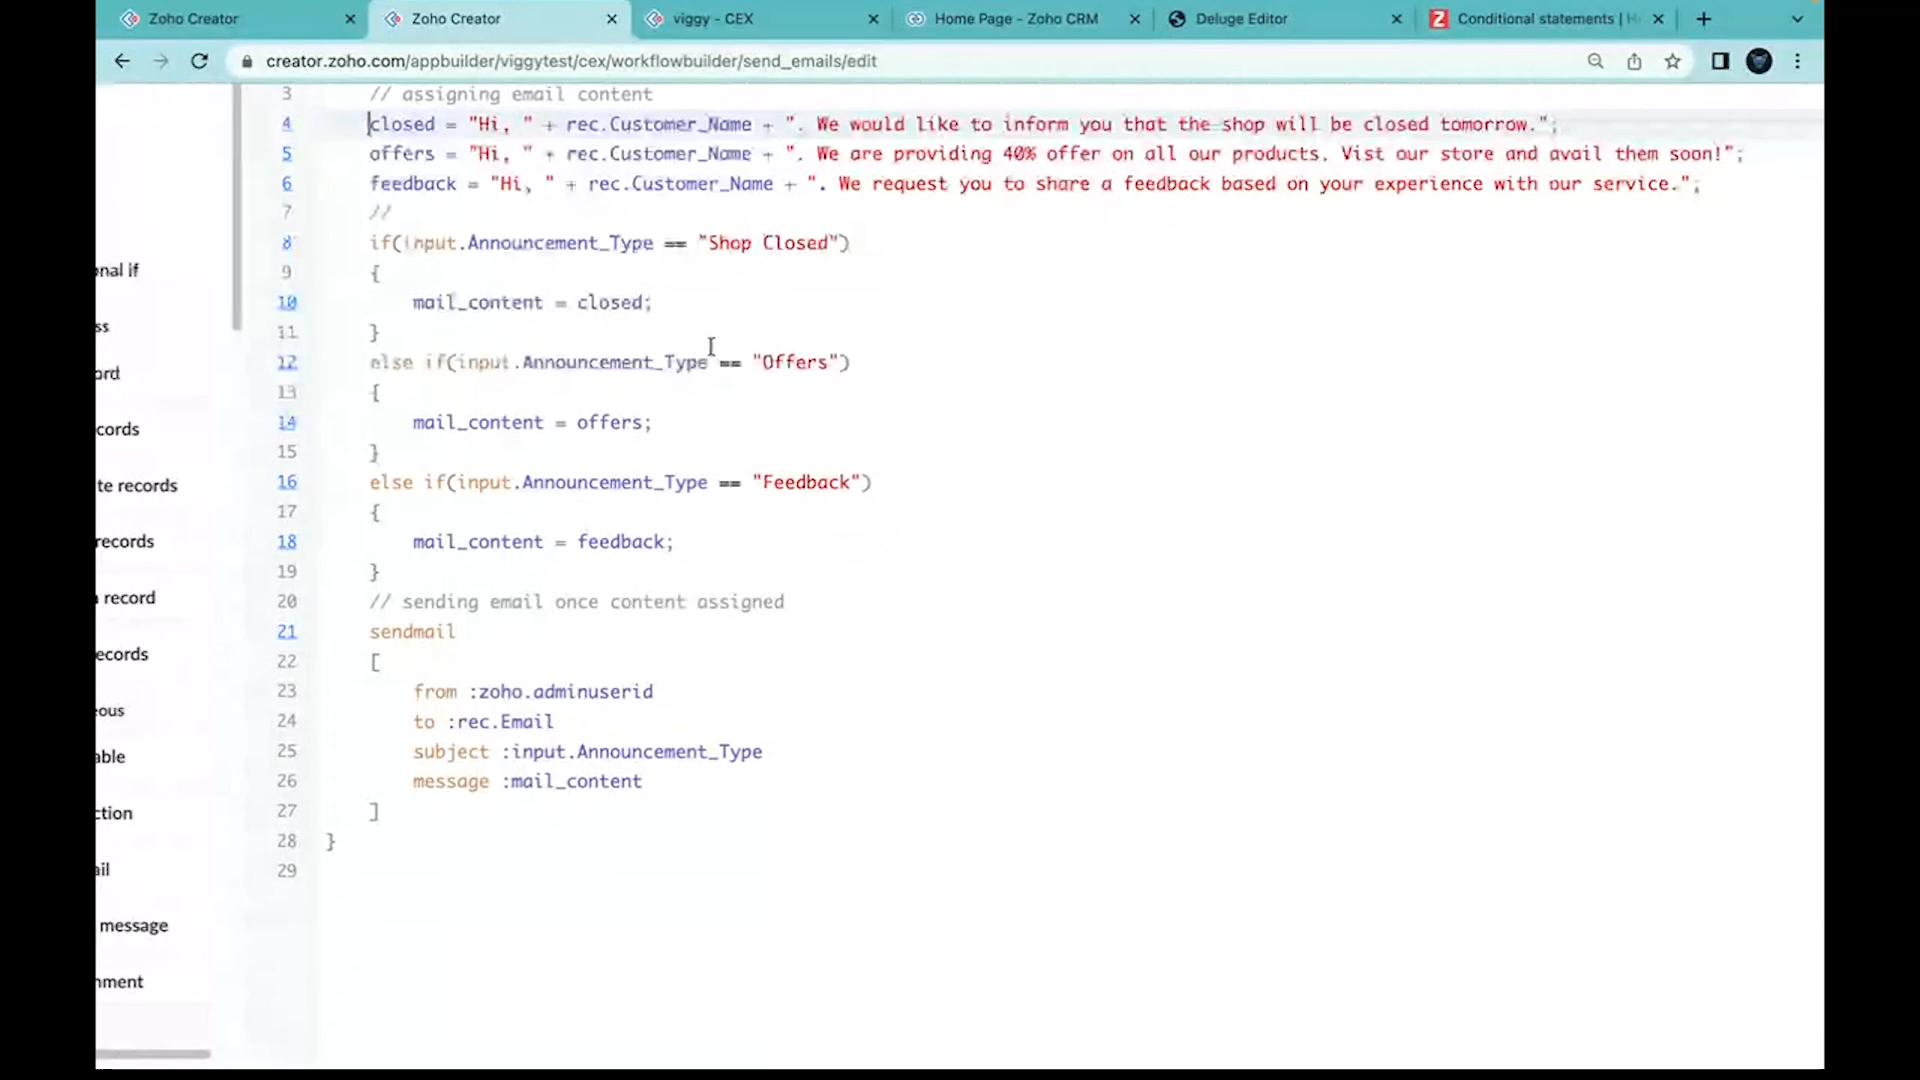 Zoho Creator
Zoho Creator
viggy - CEX
Home Page - Zoho CRM
Deluge Editor
Conditional statements | H
creator.zoho.com/appbuilder/viggytest/cex/workflowbuilder/send_emails/edit
onal if
ss
ord
cords
te records
records
a record
ecords
ous
able
ction
ail
message
nment
3 // assigning email content
4 closed = "Hi, " + rec.Customer_Name + ". We would like to inform you that the shop will be closed tomorrow.";
5 offers = "Hi, " + rec.Customer_Name + ". We are providing 40% offer on all our products. Vist our store and avail them soon!";
6 feedback = "Hi, " + rec.Customer_Name + ". We request you to share a feedback based on your experience with our service.";
7 //
8 if(input.Announcement_Type == "Shop Closed")
9 {
10 mail_content = closed;
11 }
12 else if(input.Announcement_Type == "Offers")
13 {
14 mail_content = offers;
15 }
16 else if(input.Announcement_Type == "Feedback")
17 {
18 mail_content = feedback;
19 }
20 // sending email once content assigned
21 sendmail
22 [
23 from :zoho.adminuserid
24 to :rec.Email
25 subject :input.Announcement_Type
26 message :mail_content
27 ]
28 }
29